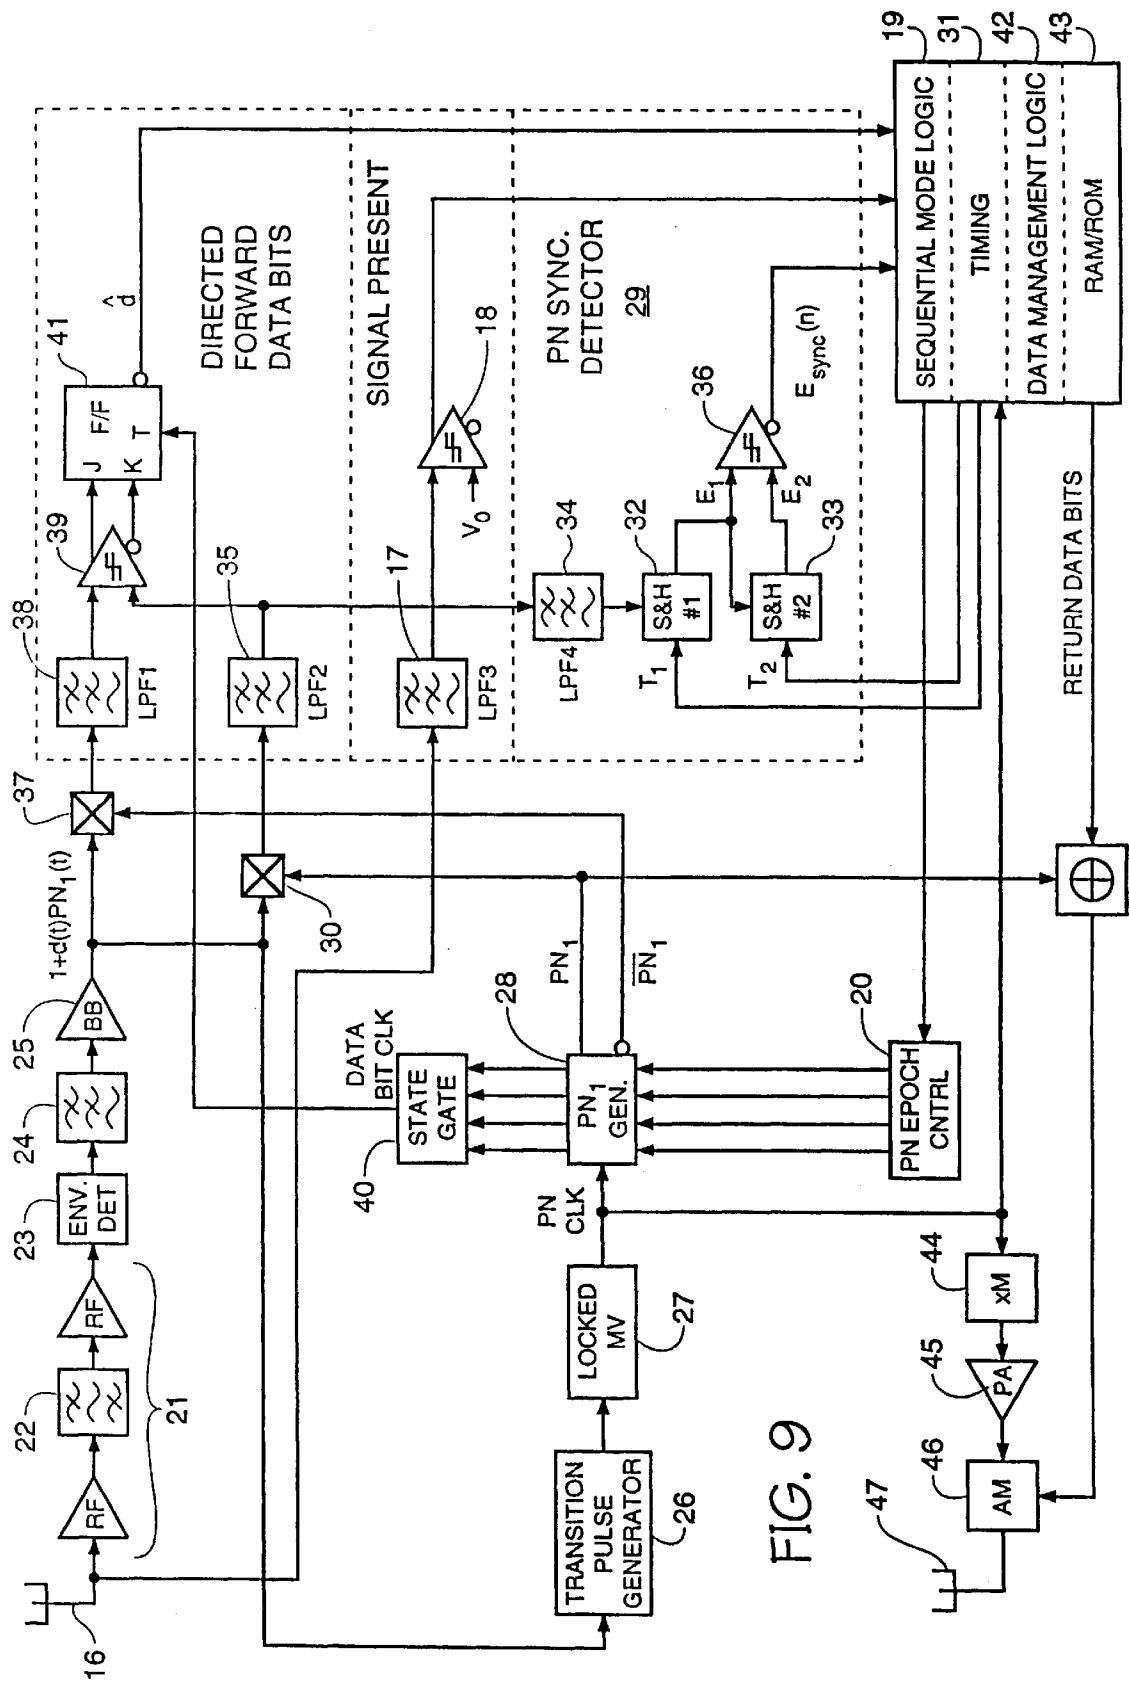 16
RF
22
RF
21
23
ENV.
DET
24
25
BB
1+d(t)PN1(t)
37
38
LPF1
39
41
J
K
F/F
T
d̂
DIRECTED
FORWARD
DATA BITS
30
35
LPF2
17
LPF3
V0
18
SIGNAL PRESENT
40
STATE
GATE
DATA
BIT CLK
TRANSITION
PULSE
GENERATOR
26
LOCKED
MV
27
PN
CLK
28
PN1
GEN.
PN1
P̅N̅1
34
LPF4
32
S&H
#1
T1
33
S&H
#2
T2
E1
E2
36
Esync(n)
PN SYNC.
DETECTOR
29
20
PN EPOCH
CNTRL
19
SEQUENTIAL MODE LOGIC
31
TIMING
42
DATA MANAGEMENT LOGIC
43
RAM/ROM
RETURN DATA BITS
44
xM
45
PA
46
AM
47
FIG. 9